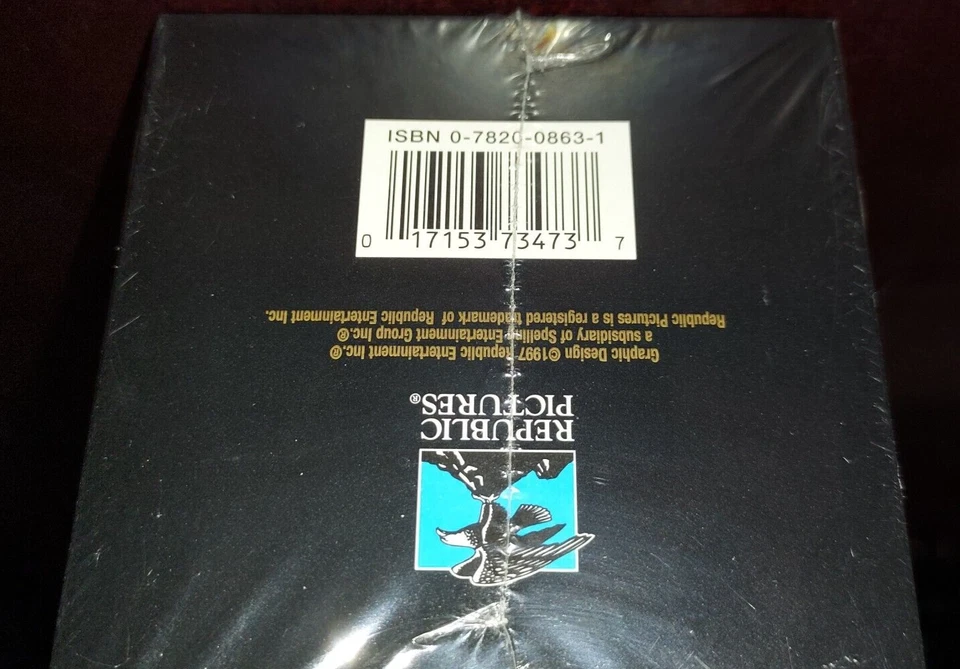 ISBN 0-7820-0863-1
0 17153 73473 7
REPUBLIC
PICTURES®
Graphic Design ©1997 Republic Entertainment Inc.®
a subsidiary of Spelling Entertainment Group Inc.®
Republic Pictures is a registered trademark of Republic Entertainment Inc.